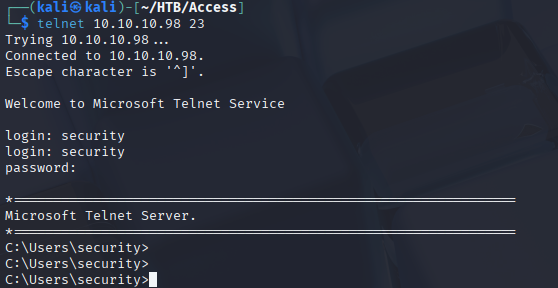 ┌──(kali㉿kali)-[~/HTB/Access]
└─$ telnet 10.10.10.98 23
Trying 10.10.10.98...
Connected to 10.10.10.98.
Escape character is '^]'.
Welcome to Microsoft Telnet Service
login: security
login: security
password:
*===============================================================
Microsoft Telnet Server.
*===============================================================
C:\Users\security>
C:\Users\security>
C:\Users\security>